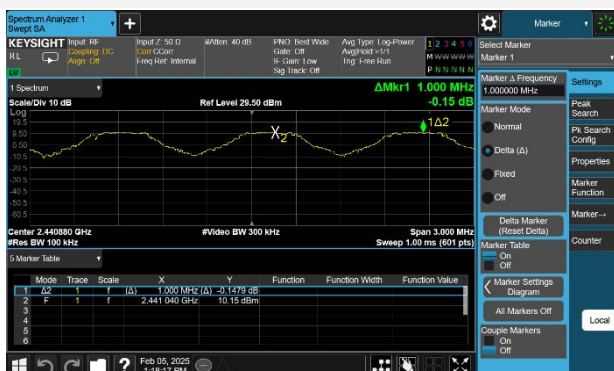 Spectrum Analyzer 1
Swept SA
+
Marker
KEYSIGHT Input: RF Input Z: 50 Ω #Atten: 40 dB PNO: Best Wide Avg Type: Log-Power 1 2 3 4 5 6
RL Coupling: DC Corr CCorr Gate: Off Avg|Hold:>1/1 M W W W W W
Align: Off Freq Ref: Internal IF Gain: Low Trig: Free Run
Sig Track: Off P N N N N N
Select Marker
Marker 1
1 Spectrum
ΔMkr1 1.000 MHz
Scale/Div 10 dB Ref Level 29.50 dBm -0.15 dB
Log
19.5
9.50
-0.500
-10.5
-20.5
-30.5
-40.5
-50.5
-60.5
X2
1Δ2
Center 2.440880 GHz #Video BW 300 kHz Span 3.000 MHz
#Res BW 100 kHz Sweep 1.00 ms (601 pts)
5 Marker Table
Mode Trace Scale X Y Function Function Width Function Value
1 Δ2 1 f (Δ) 1.000 MHz (Δ) -0.1479 dB
2 F 1 f 2.441 040 GHz 10.15 dBm
3
4
5
6
Marker Δ Frequency
1.000000 MHz
Marker Mode
Normal
Delta (Δ)
Fixed
Off
Delta Marker
(Reset Delta)
Marker Table
On
Off
Marker Settings
Diagram
All Markers Off
Couple Markers
On
Off
Settings
Peak
Search
Pk Search
Config
Properties
Marker
Function
Marker→
Counter
Local
?
Feb 05, 2025
1:18:17 PM